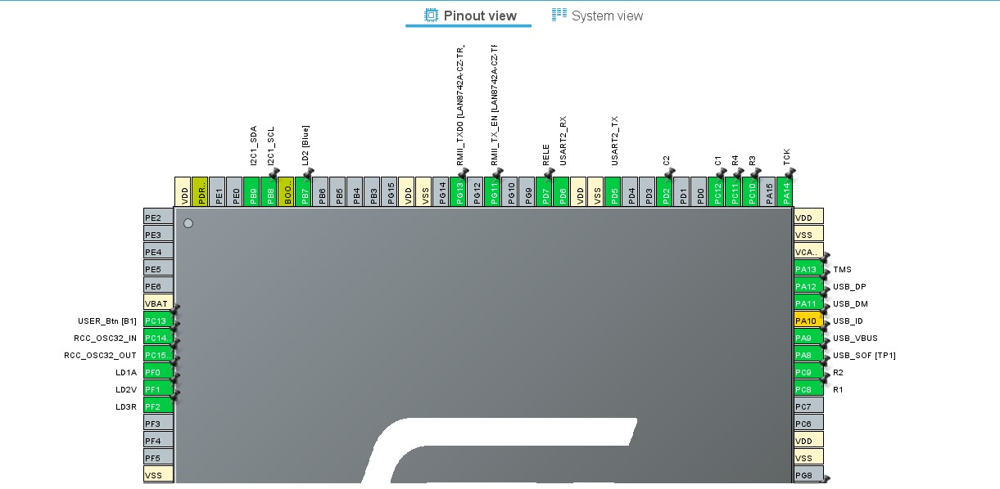 Pinout view
System view
I2C1_SDA
I2C1_SCL
LD2 [Blue]
RMII_TXD0 [LAN8742A-CZ-TR_
RMII_TX_EN [LAN8742A-CZ-TF
RELE
USART2_RX
USART2_TX
C2
C1
R4
R3
TCK
VDD
PDR..
PE1
PE0
PB9
PB8
BOO..
PB7
PB6
PB5
PB4
PB3
PG15
VDD
VSS
PG14
PG13
PG12
PG11
PG10
PG9
PD7
PD6
VDD
VSS
PD5
PD4
PD3
PD2
PD1
PD0
PC12
PC11
PC10
PA15
PA14
PE2
PE3
PE4
PE5
PE6
VBAT
USER_Btn [B1] PC13
RCC_OSC32_IN PC14..
RCC_OSC32_OUT PC15..
LD1A PF0
LD2V PF1
LD3R PF2
PF3
PF4
PF5
VSS
VDD
VSS
VCA..
PA13 TMS
PA12 USB_DP
PA11 USB_DM
PA10 USB_ID
PA9 USB_VBUS
PA8 USB_SOF [TP1]
PC9 R2
PC8 R1
PC7
PC6
VDD
VSS
PG8